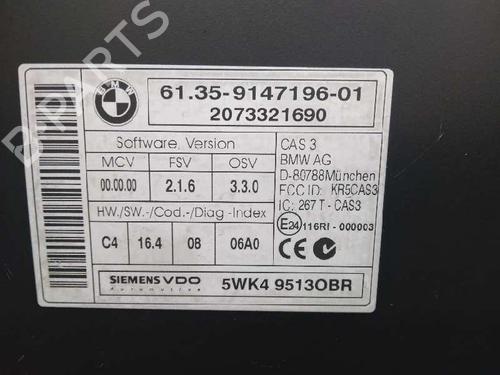 B-PARTS
BMW
61.35-9147196-01
2073321690
Software, Version
MCV FSV OSV
00.00.00 2.1.6 3.3.0
HW./SW.-/Cod.-/Diag -Index
C4 16.4 08 06A0
CAS 3
BMW AG
D-80788München
FCC ID: KR5CAS3
IC: 267 T - CAS3
E24 116RI - 000003
CE
SIEMENS VDO
Automotive
5WK4 9513OBR